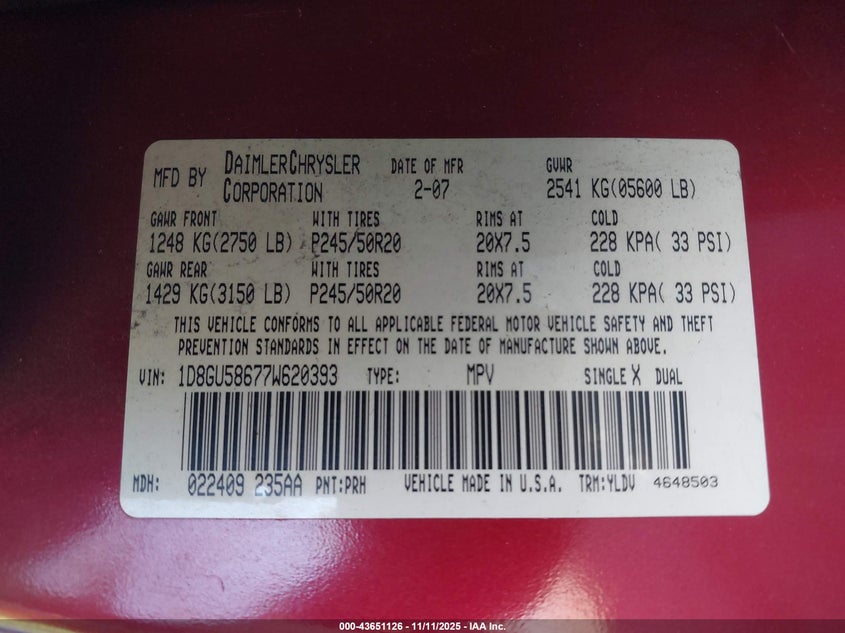 MFD BY DAIMLERCHRYSLER CORPORATION DATE OF MFR 2-07 GVWR 2541 KG(05600 LB)
GAWR FRONT WITH TIRES RIMS AT COLD
1248 KG(2750 LB) P245/50R20 20X7.5 228 KPA( 33 PSI)
GAWR REAR WITH TIRES RIMS AT COLD
1429 KG(3150 LB) P245/50R20 20X7.5 228 KPA( 33 PSI)
THIS VEHICLE CONFORMS TO ALL APPLICABLE FEDERAL MOTOR VEHICLE SAFETY AND THEFT
PREVENTION STANDARDS IN EFFECT ON THE DATE OF MANUFACTURE SHOWN ABOVE.
VIN: 1D8GU58677W620393 TYPE: MPV SINGLE X DUAL
MDH: 022409 235AA PNT:PRH VEHICLE MADE IN U.S.A. TRM:YLDV 4648503
000-43651126 - 11/11/2025 - IAA Inc.